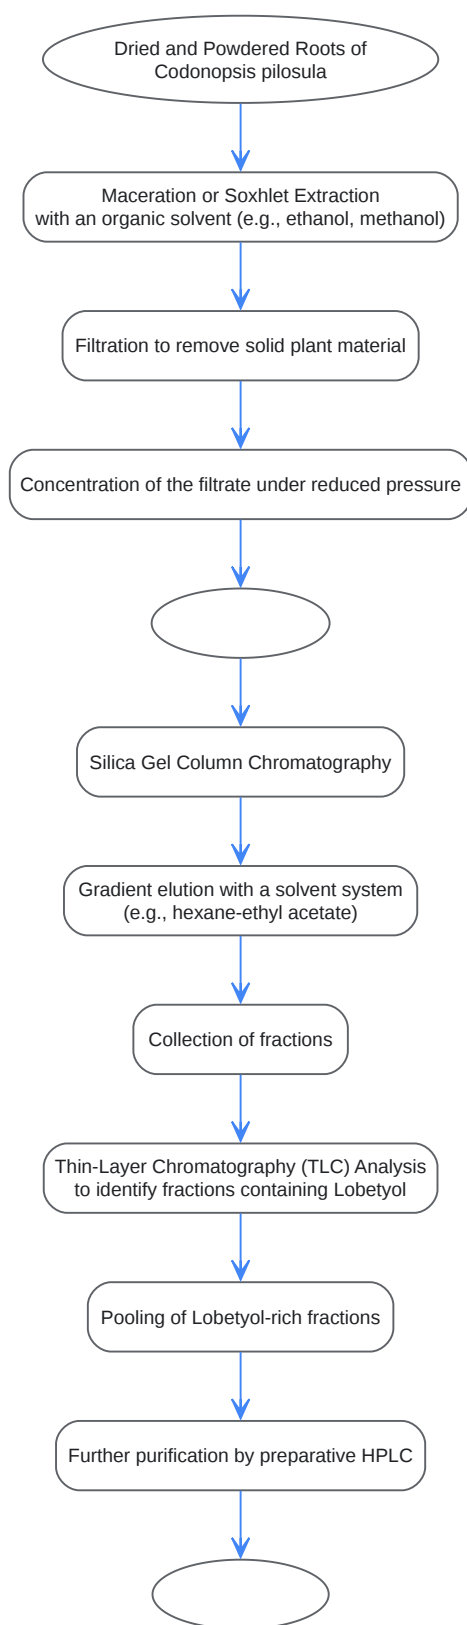 Dried and Powdered Roots of
Codonopsis pilosula
Maceration or Soxhlet Extraction
with an organic solvent (e.g., ethanol, methanol)
Filtration to remove solid plant material
Concentration of the filtrate under reduced pressure
Silica Gel Column Chromatography
Gradient elution with a solvent system
(e.g., hexane-ethyl acetate)
Collection of fractions
Thin-Layer Chromatography (TLC) Analysis
to identify fractions containing Lobetyol
Pooling of Lobetyol-rich fractions
Further purification by preparative HPLC